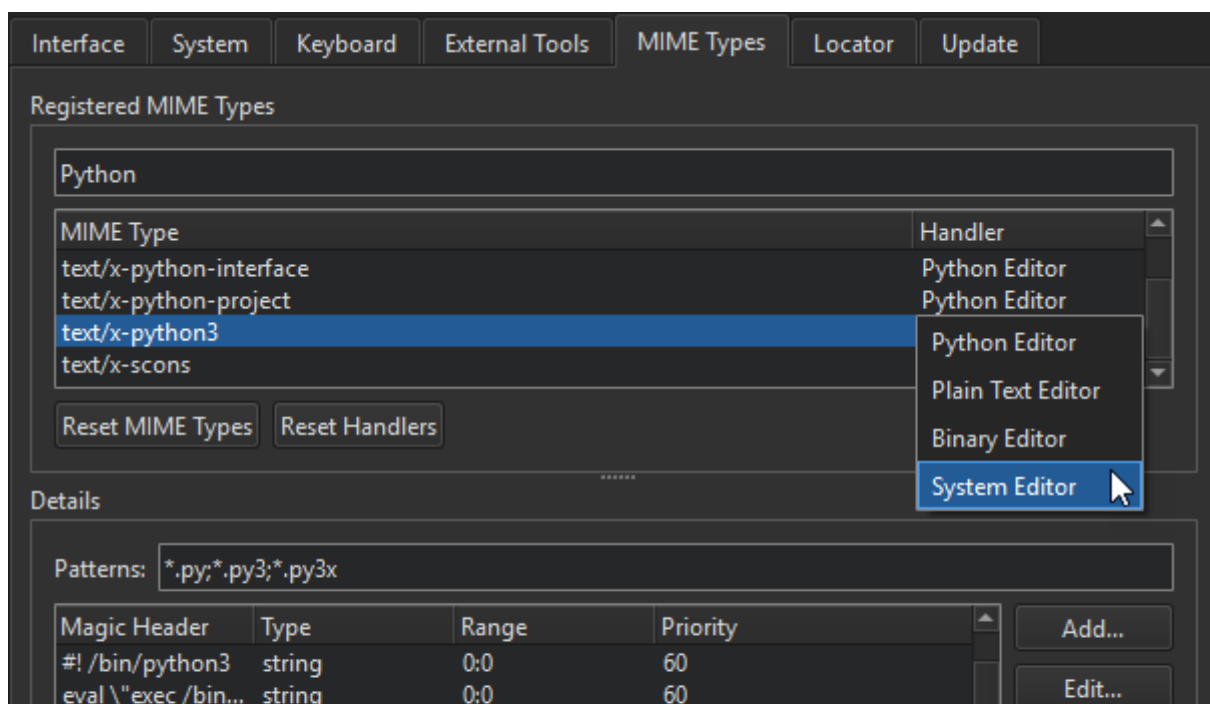 Interface System Keyboard External Tools MIME Types Locator Update
Registered MIME Types
Python
MIME Type Handler
text/x-python-interface Python Editor
text/x-python-project Python Editor
text/x-python3
text/x-scons
Python Editor
Plain Text Editor
Binary Editor
System Editor
Reset MIME Types Reset Handlers
Details
Patterns: *.py;*.py3;*.py3x
Magic Header Type Range Priority
#! /bin/python3 string 0:0 60
eval \"exec /bin... string 0:0 60
Add...
Edit...